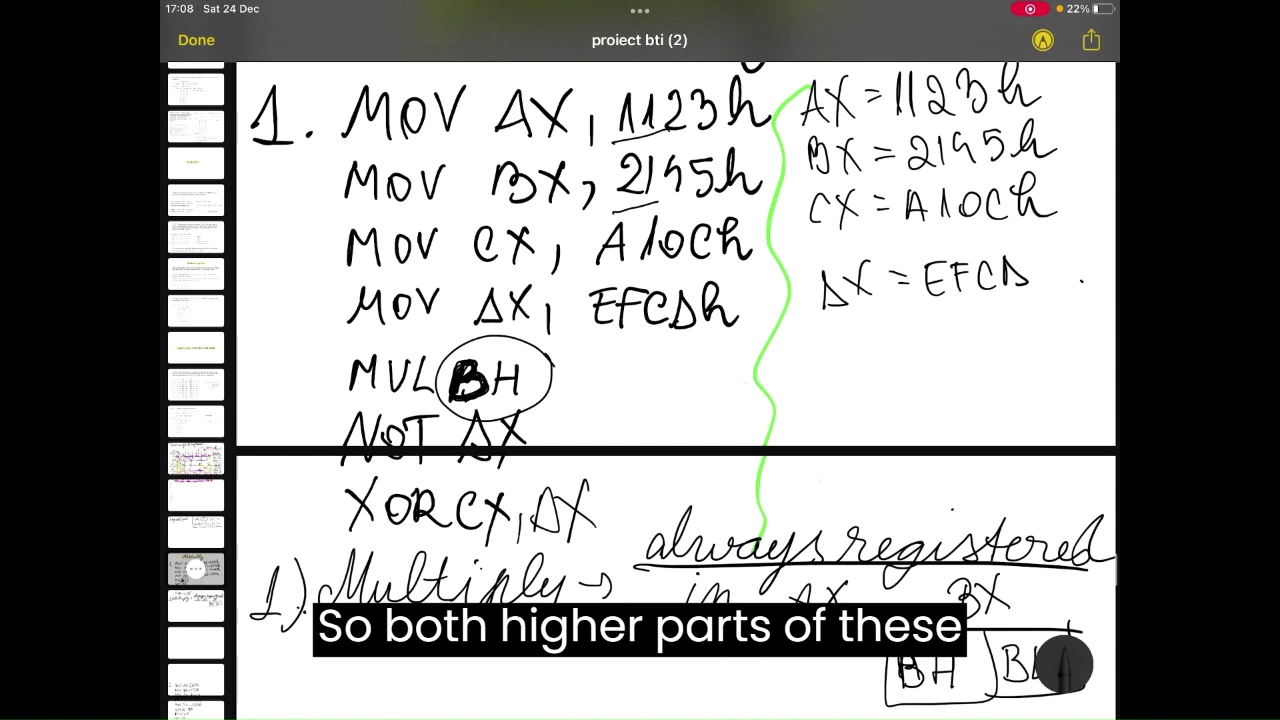 17:08 Sat 24 Dec
22%
Done
proiect bti (2)
1. MOV AX, 1123h
MOV BX, 2145h
MOV CX, A10Ch
MOV DX, EFCDh
MUL BH
NOT DX
XOR CX, DX
AX = 1123h
BX = 2145h
CX = A10Ch
DX = EFCD
1). Multiply → always registered
in AX
BX
BH
So both higher parts of these